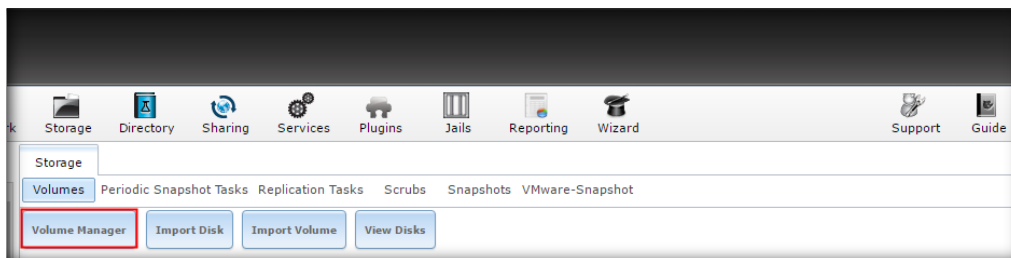 Storage Directory Sharing Services Plugins Jails Reporting Wizard Support Guide
Storage
Volumes Periodic Snapshot Tasks Replication Tasks Scrubs Snapshots VMware-Snapshot
Volume Manager Import Disk Import Volume View Disks